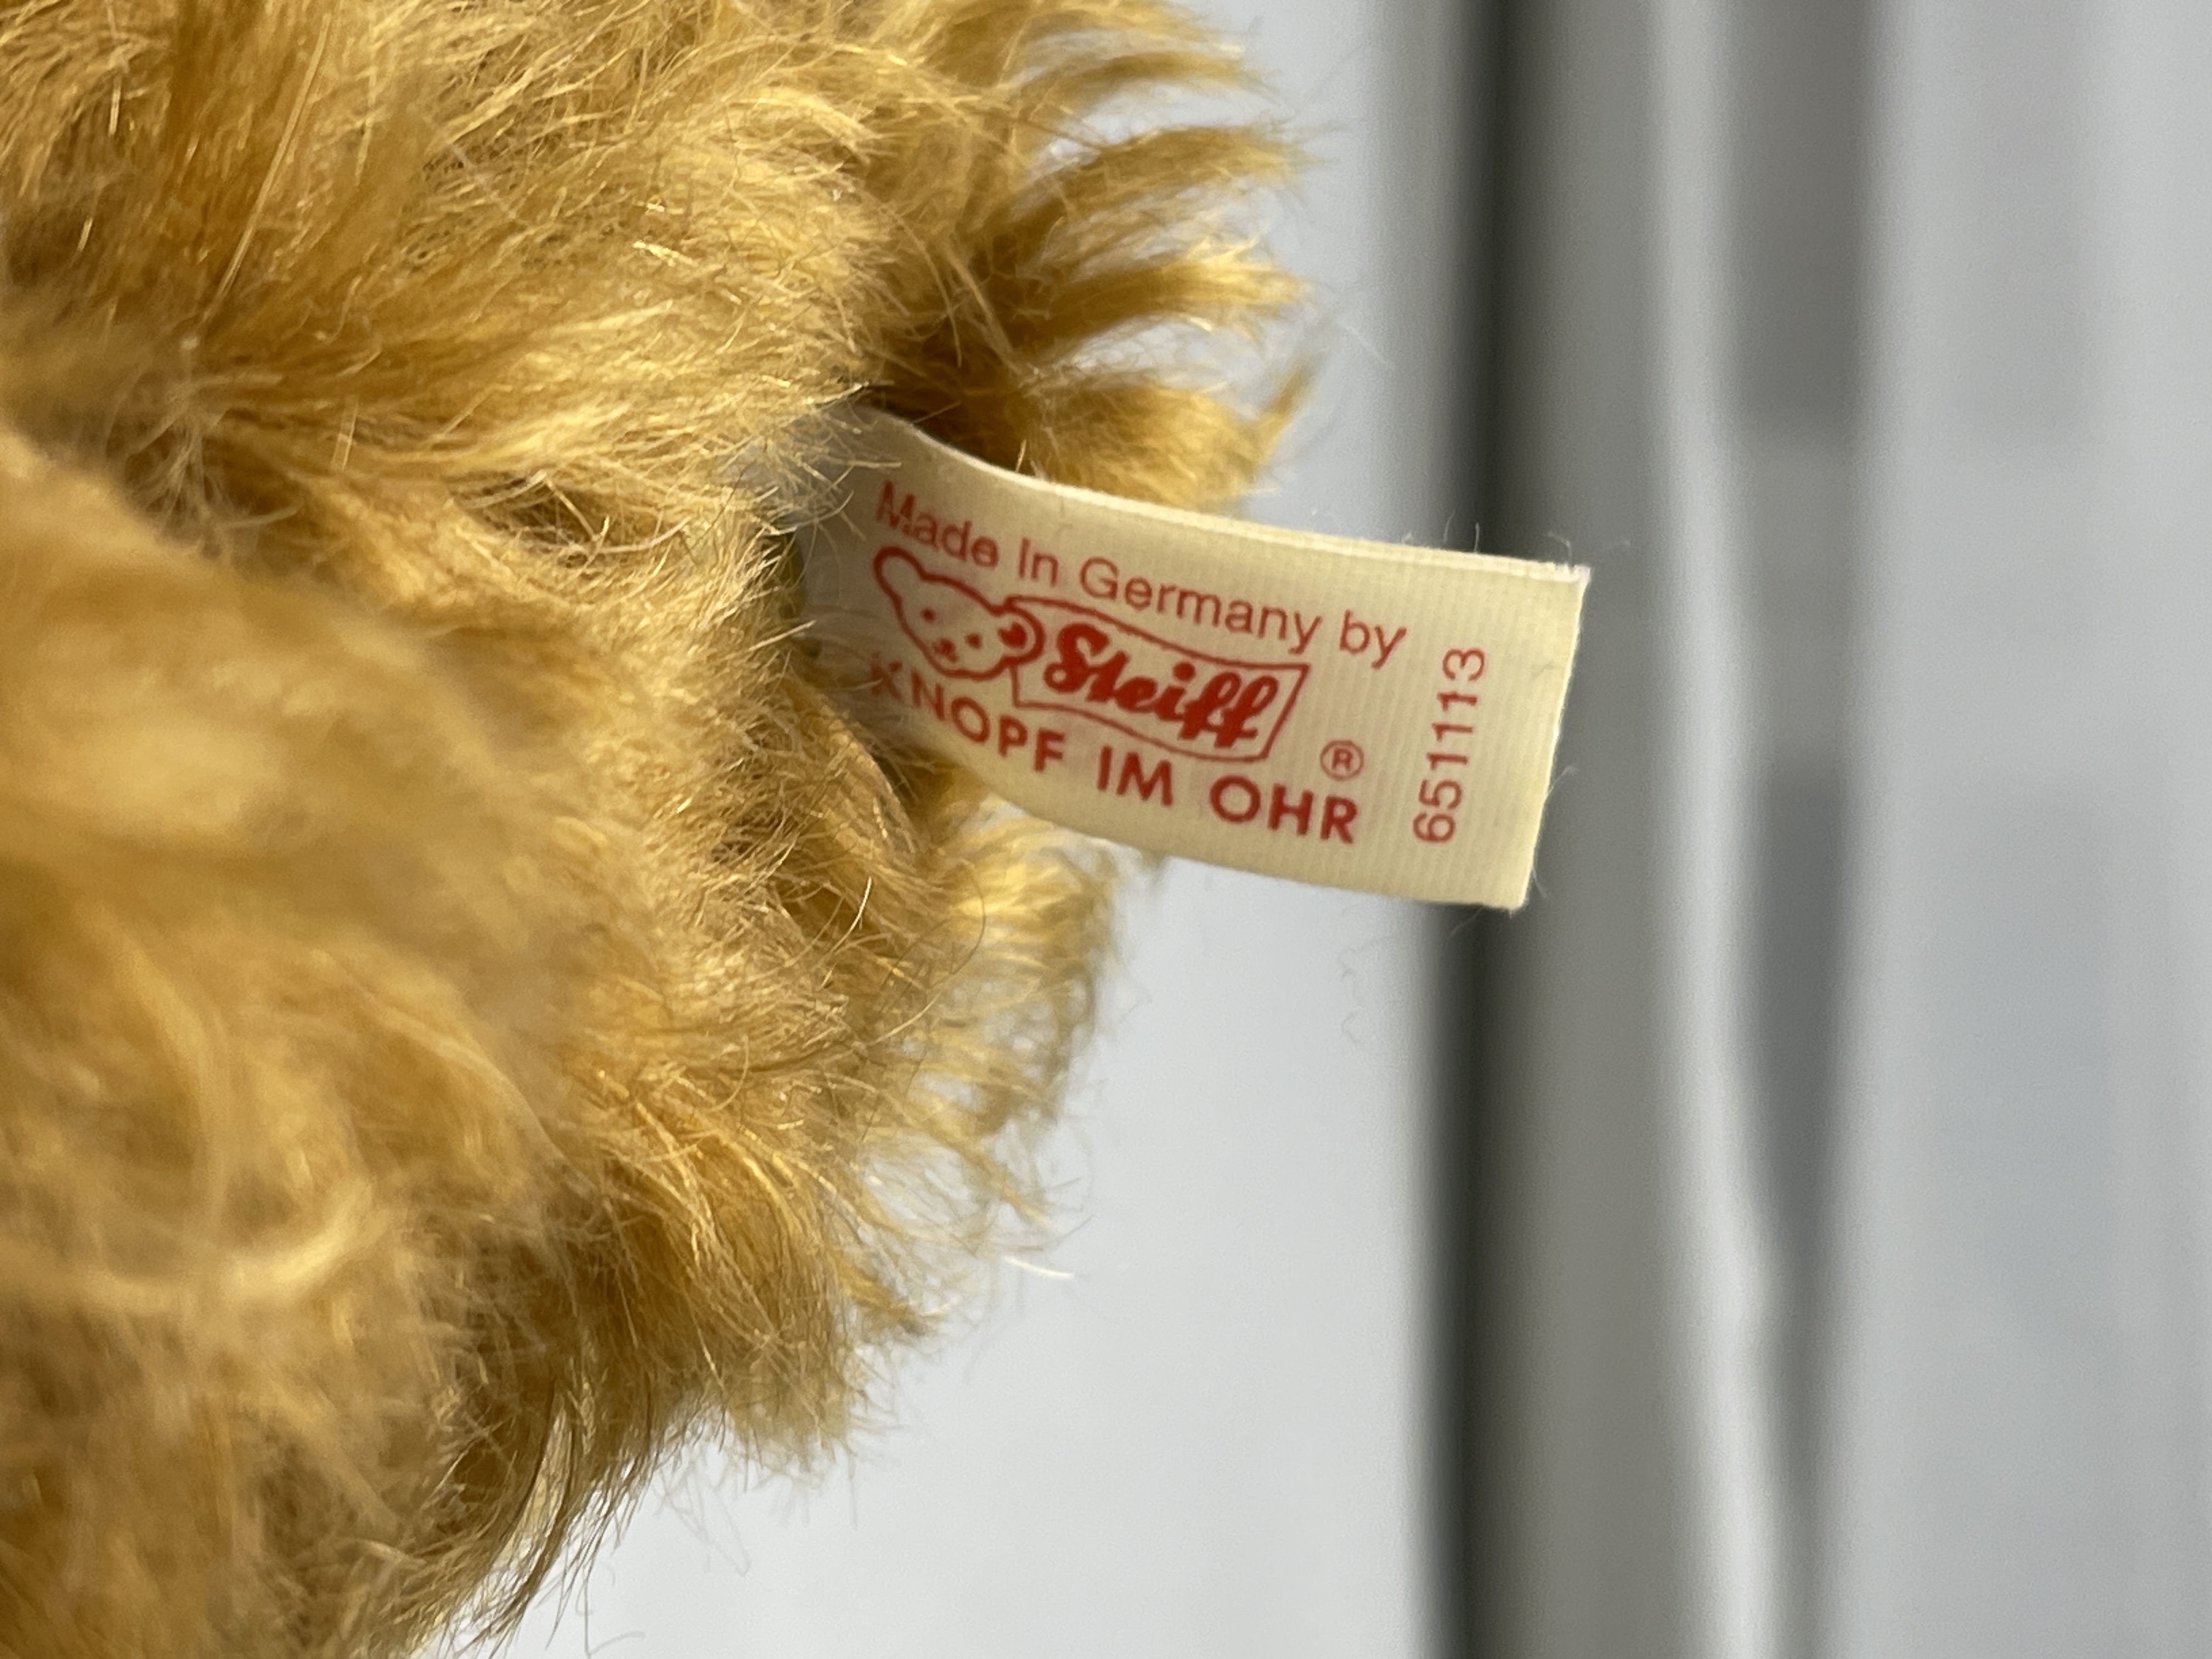 Made in Germany by
Steiff
®
KNOPF IM OHR
651113